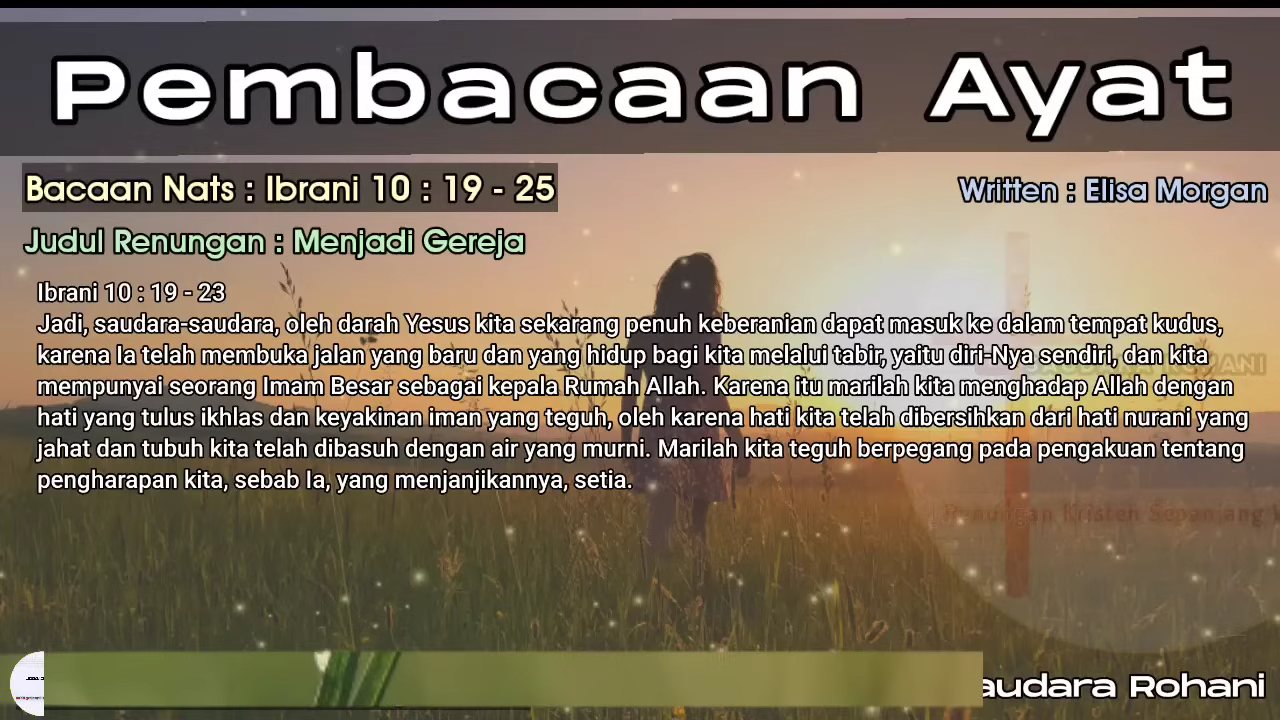 Pembacaan Ayat
Bacaan Nats : Ibrani 10 : 19 - 25
Written : Elisa Morgan
Judul Renungan : Menjadi Gereja
Ibrani 10 : 19 - 23
Jadi, saudara-saudara, oleh darah Yesus kita sekarang penuh keberanian dapat masuk ke dalam tempat kudus,
karena Ia telah membuka jalan yang baru dan yang hidup bagi kita melalui tabir, yaitu diri-Nya sendiri, dan kita
mempunyai seorang Imam Besar sebagai kepala Rumah Allah. Karena itu marilah kita menghadap Allah dengan
hati yang tulus ikhlas dan keyakinan iman yang teguh, oleh karena hati kita telah dibersihkan dari hati nurani yang
jahat dan tubuh kita telah dibasuh dengan air yang murni. Marilah kita teguh berpegang pada pengakuan tentang
pengharapan kita, sebab Ia, yang menjanjikannya, setia.
Renungan Kristen
audara Rohani